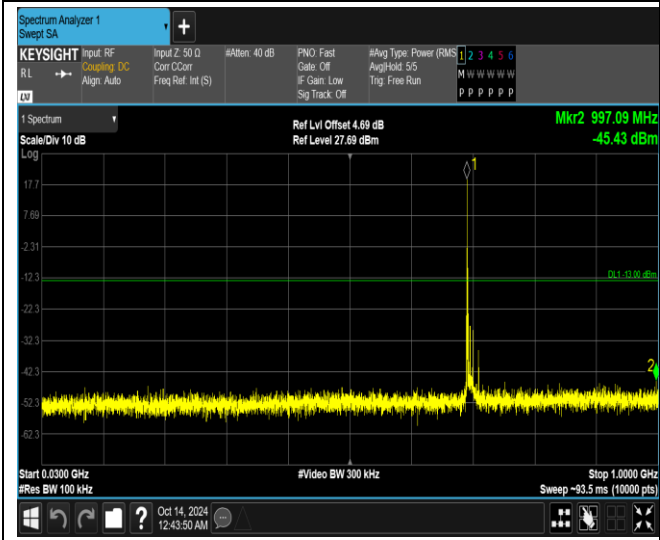 Spectrum Analyzer 1
Swept SA
+
KEYSIGHT Input: RF Input Z: 50 Ω #Atten: 40 dB PNO: Fast #Avg Type: Power (RMS 1 2 3 4 5 6
RL Coupling: DC Corr CCorr Gate: Off Avg|Hold: 5/5 M W W W W W
Align: Auto Freq Ref: Int (S) IF Gain: Low Trig: Free Run
LXI Sig Track: Off P P P P P P
1 Spectrum Ref Lvl Offset 4.69 dB Mkr2 997.09 MHz
Scale/Div 10 dB Ref Level 27.69 dBm -45.43 dBm
Log
1
17.7
7.69
-2.31
-12.3 DL1 -13.00 dBm
-22.3
-32.3
-42.3 2
-52.3
-62.3
Start 0.0300 GHz #Video BW 300 kHz Stop 1.0000 GHz
#Res BW 100 kHz Sweep ~93.5 ms (10000 pts)
? Oct 14, 2024
12:43:50 AM